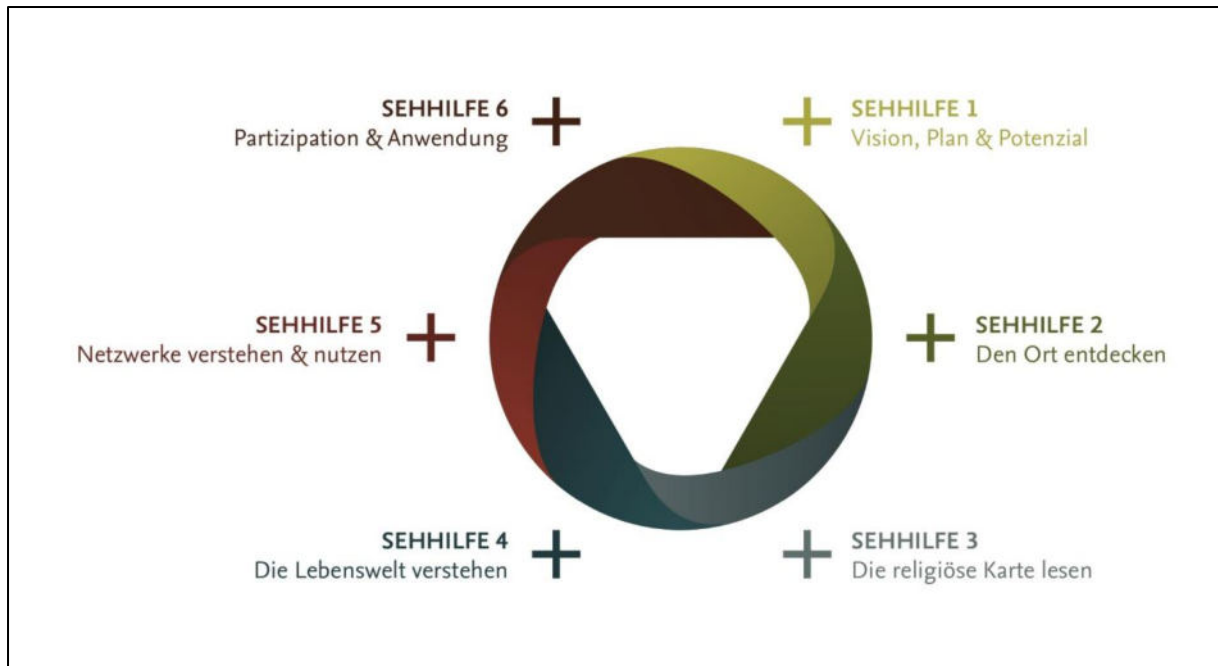 SEHHILFE 6
Partizipation & Anwendung
SEHHILFE 1
Vision, Plan & Potenzial
SEHHILFE 5
Netzwerke verstehen & nutzen
SEHHILFE 2
Den Ort entdecken
SEHHILFE 4
Die Lebenswelt verstehen
SEHHILFE 3
Die religiöse Karte lesen